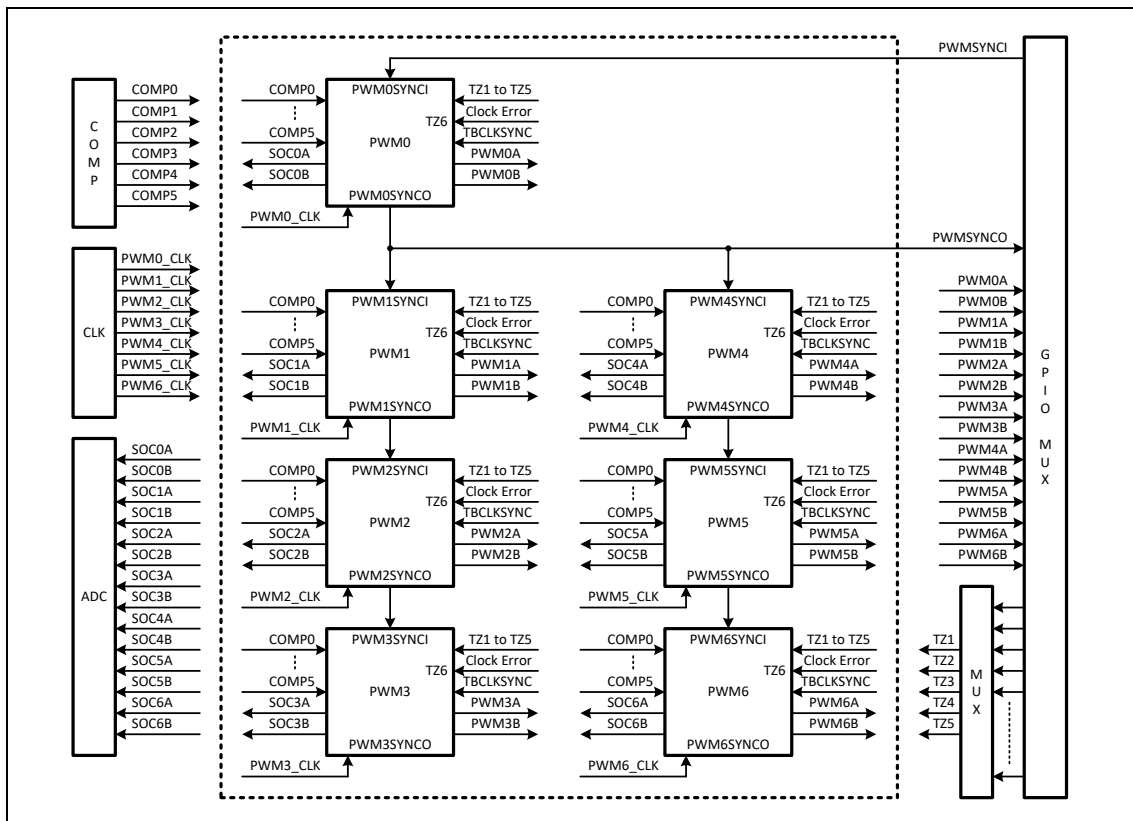 PWMSYNCI
COMP
COMP0
COMP1
COMP2
COMP3
COMP4
COMP5
COMP0
COMP5
SOC0A
SOC0B
PWM0_CLK
PWM0SYNCI
TZ6
PWM0
PWM0SYNCO
TZ1 to TZ5
Clock Error
TBCLKSYNC
PWM0A
PWM0B
PWMSYNCO
CLK
PWM0_CLK
PWM1_CLK
PWM2_CLK
PWM3_CLK
PWM4_CLK
PWM5_CLK
PWM6_CLK
COMP0
COMP5
SOC1A
SOC1B
PWM1_CLK
PWM1SYNCI
TZ6
PWM1
PWM1SYNCO
TZ1 to TZ5
Clock Error
TBCLKSYNC
PWM1A
PWM1B
COMP0
COMP5
SOC4A
SOC4B
PWM4_CLK
PWM4SYNCI
TZ6
PWM4
PWM4SYNCO
TZ1 to TZ5
Clock Error
TBCLKSYNC
PWM4A
PWM4B
ADC
SOC0A
SOC0B
SOC1A
SOC1B
SOC2A
SOC2B
SOC3A
SOC3B
SOC4A
SOC4B
SOC5A
SOC5B
SOC6A
SOC6B
COMP0
COMP5
SOC2A
SOC2B
PWM2_CLK
PWM2SYNCI
TZ6
PWM2
PWM2SYNCO
TZ1 to TZ5
Clock Error
TBCLKSYNC
PWM2A
PWM2B
COMP0
COMP5
SOC5A
SOC5B
PWM5_CLK
PWM5SYNCI
TZ6
PWM5
PWM5SYNCO
TZ1 to TZ5
Clock Error
TBCLKSYNC
PWM5A
PWM5B
COMP0
COMP5
SOC3A
SOC3B
PWM3_CLK
PWM3SYNCI
TZ6
PWM3
PWM3SYNCO
TZ1 to TZ5
Clock Error
TBCLKSYNC
PWM3A
PWM3B
COMP0
COMP5
SOC6A
SOC6B
PWM6_CLK
PWM6SYNCI
TZ6
PWM6
PWM6SYNCO
TZ1 to TZ5
Clock Error
TBCLKSYNC
PWM6A
PWM6B
PWM0A
PWM0B
PWM1A
PWM1B
PWM2A
PWM2B
PWM3A
PWM3B
PWM4A
PWM4B
PWM5A
PWM5B
PWM6A
PWM6B
GPIO MUX
TZ1
TZ2
TZ3
TZ4
TZ5
MUX